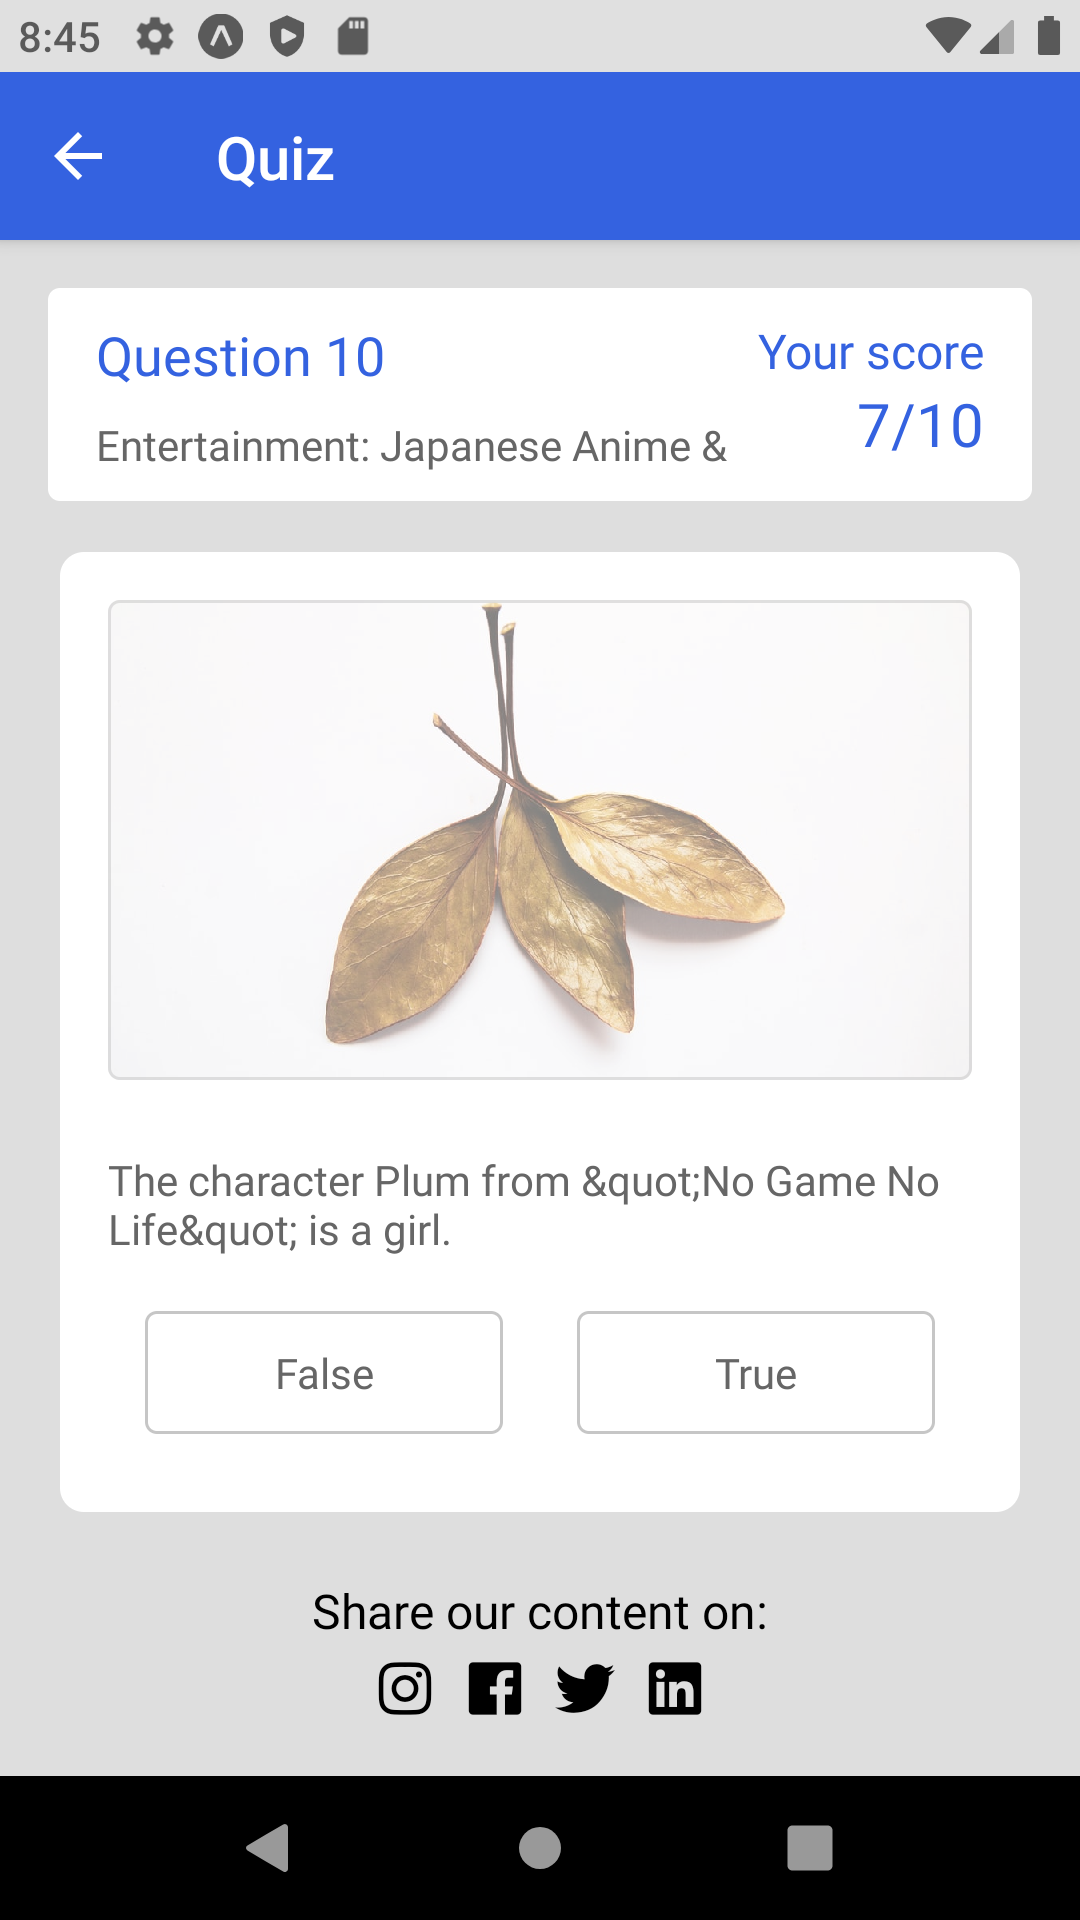 8:45
Quiz
Question 10
Your score
7/10
Entertainment: Japanese Anime &
The character Plum from &quot;No Game No
Life&quot; is a girl.
False
True
Share our content on: